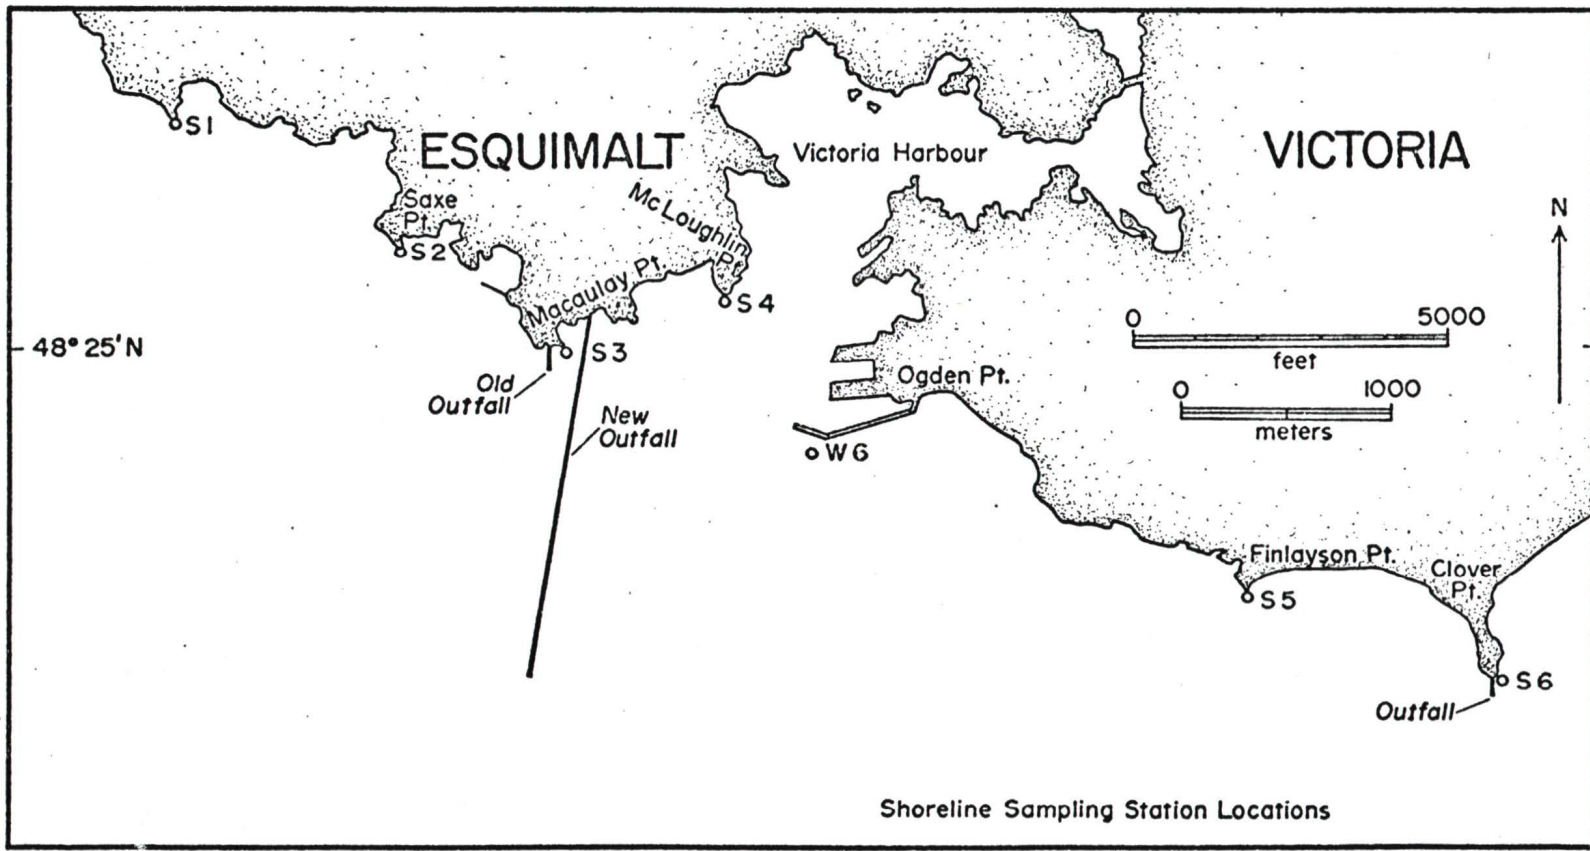 S1
ESQUIMALT
Victoria Harbour
VICTORIA
Saxe
Pt.
S2
McLoughlin
Pt.
Macaulay Pt.
S4
N
0 5000
feet
48° 25'N
S3
Old
Outfall
Ogden Pt.
0 1000
meters
New
Outfall
W6
Finlayson Pt.
Clover
Pt.
S5
S6
Outfall
Shoreline Sampling Station Locations